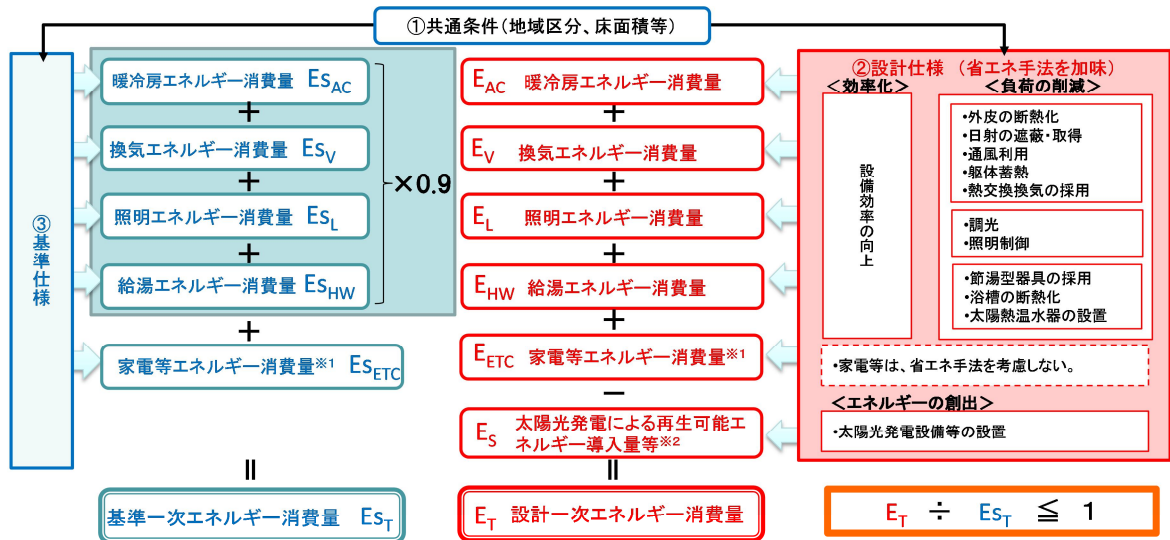 ①共通条件（地域区分、床面積等）
③基準仕様
暖冷房エネルギー消費量 EsAC
＋
換気エネルギー消費量 EsV
＋
照明エネルギー消費量 EsL
＋
給湯エネルギー消費量 EsHW
×0.9
＋
家電等エネルギー消費量※1 EsETC
＝
基準一次エネルギー消費量 EsT
EAC 暖冷房エネルギー消費量
＋
EV 換気エネルギー消費量
＋
EL 照明エネルギー消費量
＋
EHW 給湯エネルギー消費量
＋
EETC 家電等エネルギー消費量※1
－
ES 太陽光発電による再生可能エ
ネルギー導入量等※2
＝
ET 設計一次エネルギー消費量
②設計仕様 （省エネ手法を加味）
＜効率化＞
設備効率の向上
＜負荷の削減＞
・外皮の断熱化
・日射の遮蔽・取得
・通風利用
・躯体蓄熱
・熱交換換気の採用
・調光
・照明制御
・節湯型器具の採用
・浴槽の断熱化
・太陽熱温水器の設置
・家電等は、省エネ手法を考慮しない。
＜エネルギーの創出＞
・太陽光発電設備等の設置
ET ÷ EsT ≦ 1